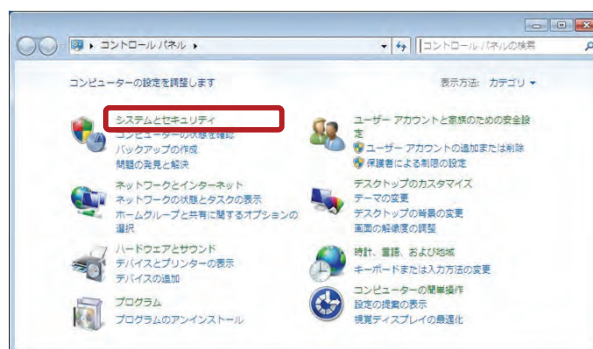 コントロール パネル
コントロール パネルの検索
コンピューターの設定を調整します
表示方法: カテゴリ
システムとセキュリティ
コンピューターの状態を確認
バックアップの作成
問題の発見と解決
ネットワークとインターネット
ネットワークの状態とタスクの表示
ホームグループと共有に関するオプションの
選択
ハードウェアとサウンド
デバイスとプリンターの表示
デバイスの追加
プログラム
プログラムのアンインストール
ユーザー アカウントと家族のための安全設
定
ユーザー アカウントの追加または削除
保護者による制限の設定
デスクトップのカスタマイズ
テーマの変更
デスクトップの背景の変更
画面の解像度の調整
時計、言語、および地域
キーボードまたは入力方法の変更
コンピューターの簡単操作
設定の提案の表示
視覚ディスプレイの最適化